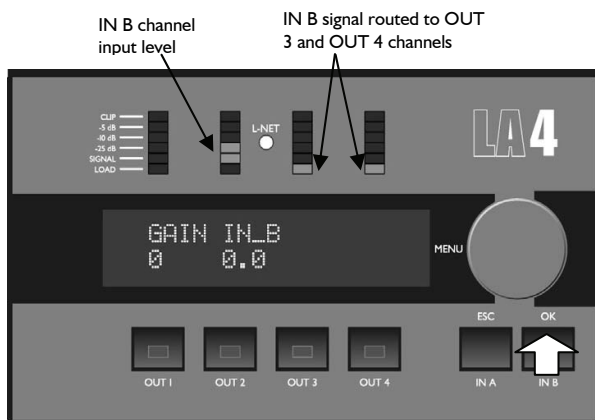 IN B channel
input level
IN B signal routed to OUT
3 and OUT 4 channels
CLIP
-5 dB
-10 dB
-25 dB
SIGNAL
LOAD
L-NET
LA4
GAIN IN_B
0 0.0
MENU
ESC OK
OUT 1 OUT 2 OUT 3 OUT 4 IN A IN B